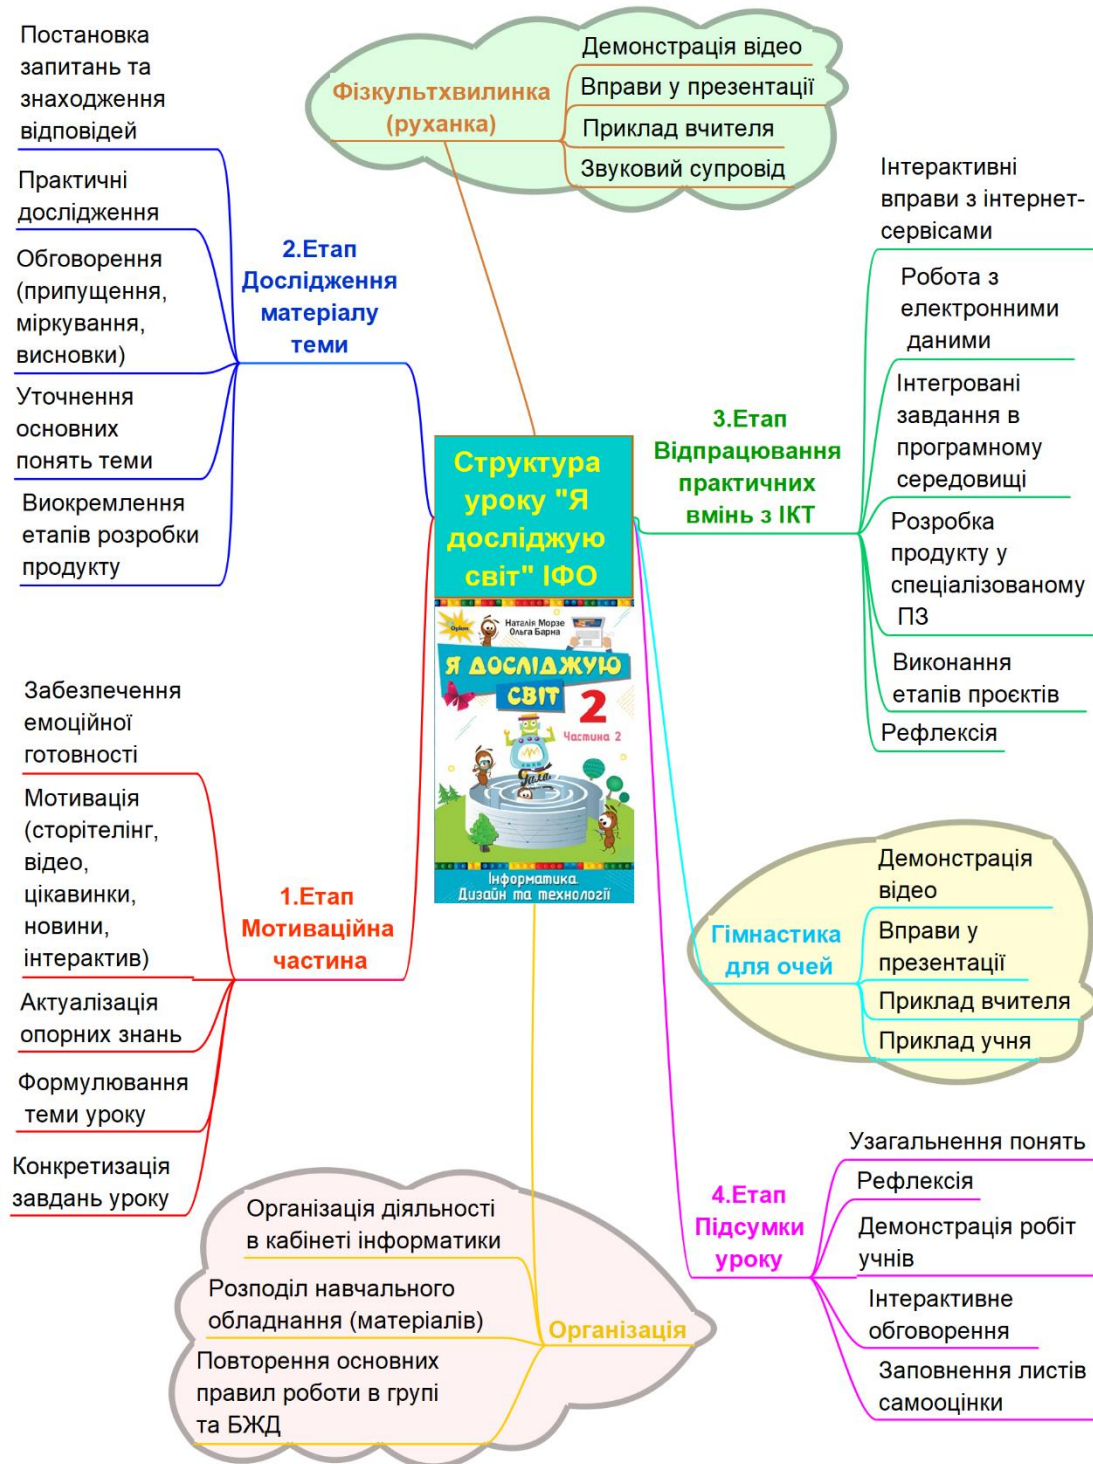 Постановка
запитань та
знаходження
відповідей
Практичні
дослідження
Обговорення
(припущення,
міркування,
висновки)
Уточнення
основних
понять теми
Виокремлення
етапів розробки
продукту
2.Етап
Дослідження
матеріалу
теми
Фізкультхвилинка
(руханка)
Демонстрація відео
Вправи у презентації
Приклад вчителя
Звуковий супровід
Інтерактивні
вправи з інтернет-
сервісами
Робота з
електронними
даними
Інтегровані
завдання в
програмному
середовищі
Розробка
продукту у
спеціалізованому
ПЗ
Виконання
етапів проєктів
Рефлексія
3.Етап
Відпрацювання
практичних
вмінь з ІКТ
Структура
уроку "Я
досліджую
світ" ІФО
Оріон
Наталія Морзе
Ольга Барна
Я ДОСЛІДЖУЮ
СВІТ
2
Частина 2
Інформатика
Дизайн та технології
Забезпечення
емоційної
готовності
Мотивація
(сторітелінг,
відео,
цікавинки,
новини,
інтерактив)
Актуалізація
опорних знань
Формулювання
теми уроку
Конкретизація
завдань уроку
1.Етап
Мотиваційна
частина
Гімнастика
для очей
Демонстрація
відео
Вправи у
презентації
Приклад вчителя
Приклад учня
Організація діяльності
в кабінеті інформатики
Розподіл навчального
обладнання (матеріалів)
Повторення основних
правил роботи в групі
та БЖД
Організація
4.Етап
Підсумки
уроку
Узагальнення понять
Рефлексія
Демонстрація робіт
учнів
Інтерактивне
обговорення
Заповнення листів
самооцінки